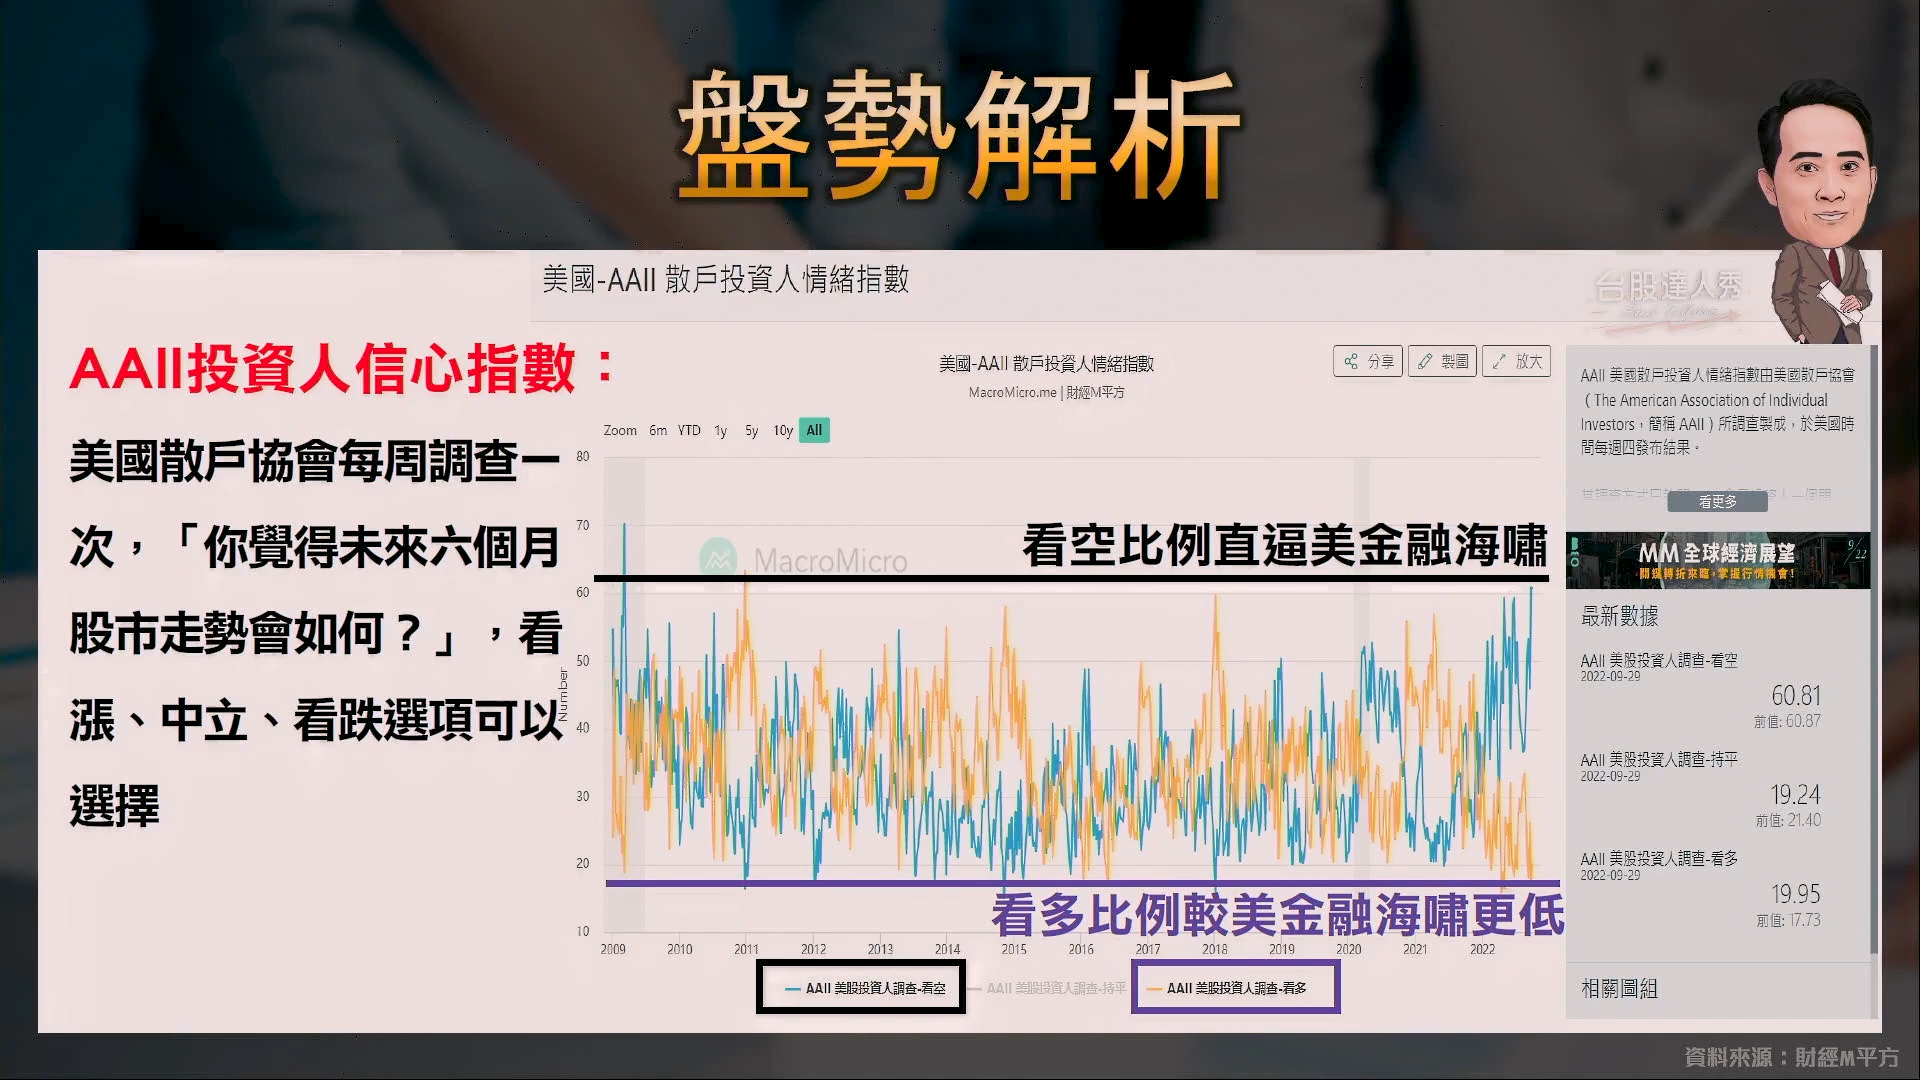 盤勢解析
美國-AAII 散戶投資人情緒指數
台股達人秀
AAII投資人信心指數：
美國散戶協會每周調查一
次，「你覺得未來六個月
股市走勢會如何？」，看
漲、中立、看跌選項可以
選擇
美國-AAII 散戶投資人情緒指數
MacroMicro.me | 財經M平方
分享
製圖
放大
Zoom 6m YTD 1y 5y 10y All
80
70
60
50
40
30
20
10
Number
MacroMicro
看空比例直逼美金融海嘯
看多比例較美金融海嘯更低
2009 2010 2011 2012 2013 2014 2015 2016 2017 2018 2019 2020 2021 2022
AAII 美股投資人調查-看空
AAII 美股投資人調查-持平
AAII 美股投資人調查-看多
AAII 美國散戶投資人情緒指數由美國散戶協會
（The American Association of Individual
Investors，簡稱 AAII）所調查製成，於美國時
間每週四發布結果。
看更多
MM 全球經濟展望
9/22
關鍵轉折來臨，掌握行情機會！
最新數據
AAII 美股投資人調查-看空
2022-09-29
60.81
前值: 60.87
AAII 美股投資人調查-持平
2022-09-29
19.24
前值: 21.40
AAII 美股投資人調查-看多
2022-09-29
19.95
前值: 17.73
相關圖組
資料來源：財經M平方